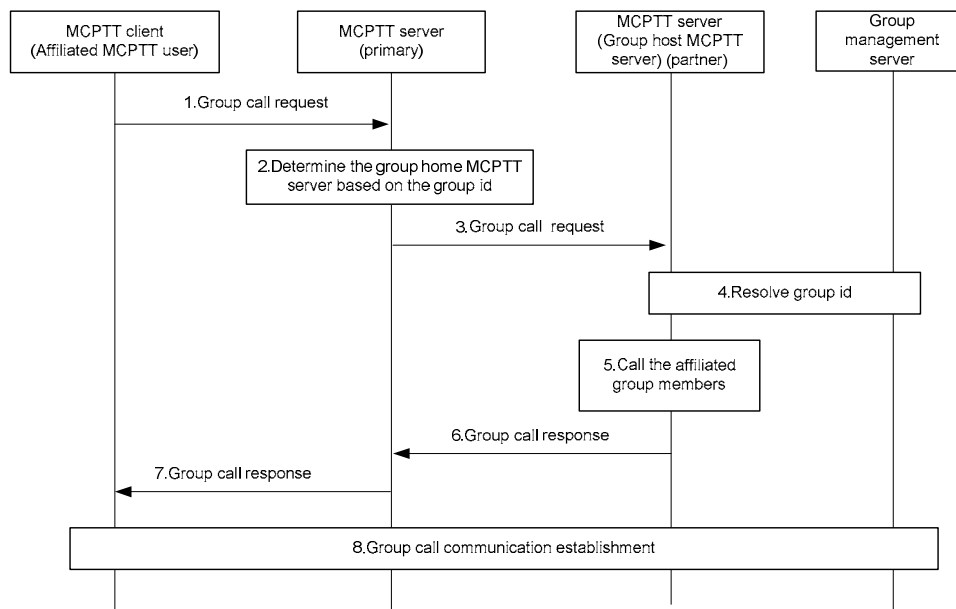 MCPTT client
(Affiliated MCPTT user)
MCPTT server
(primary)
MCPTT server
(Group host MCPTT
server) (partner)
Group
management
server
1.Group call request
2.Determine the group home MCPTT
server based on the group id
3.Group call request
4.Resolve group id
5.Call the affiliated
group members
6.Group call response
7.Group call response
8.Group call communication establishment